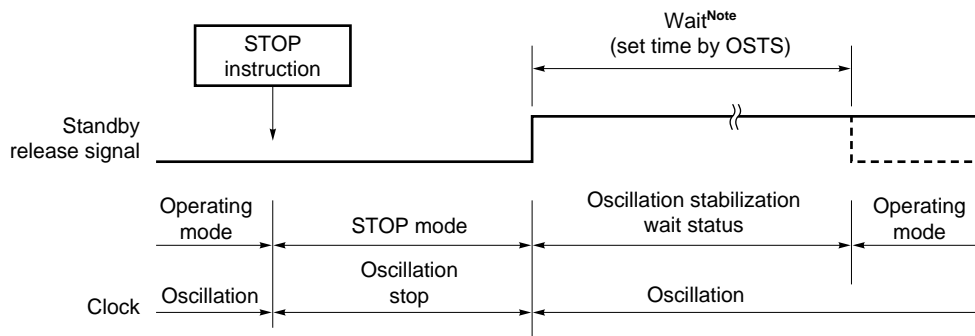 Wait Note
(set time by OSTS)
STOP
instruction
Standby
release signal
Operating
mode
STOP mode
Oscillation stabilization
wait status
Operating
mode
Clock
Oscillation
Oscillation
stop
Oscillation